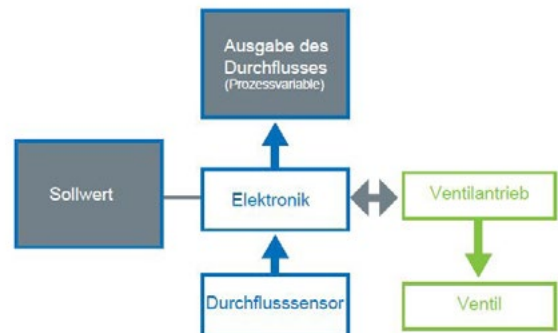 Ausgabe des
Durchflusses
(Prozessvariable)
Sollwert
Elektronik
Ventilantrieb
Durchflusssensor
Ventil